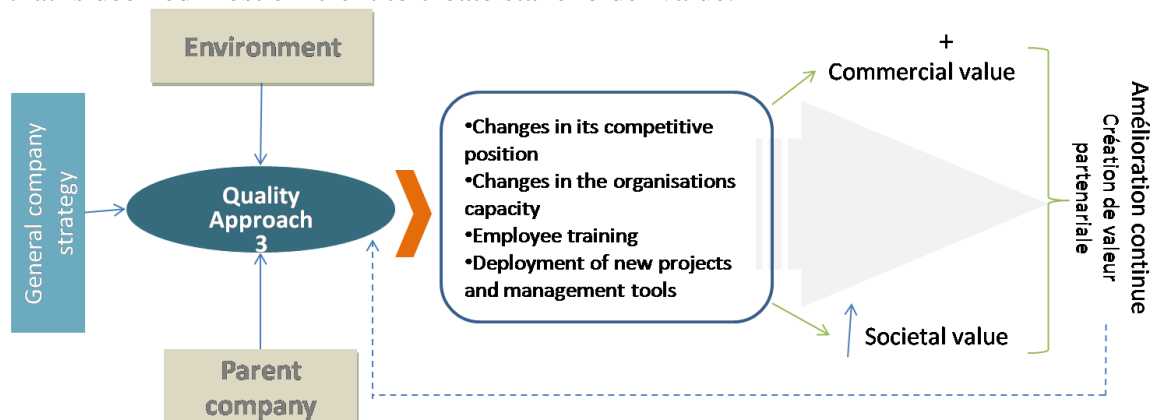 Environment
General company
strategy
Quality
Approach
3
Parent
company
•Changes in its competitive
position
•Changes in the organisations
capacity
•Employee training
•Deployment of new projects
and management tools
+
Commercial value
Societal value
Amélioration continue
Création de valeur
partenariale